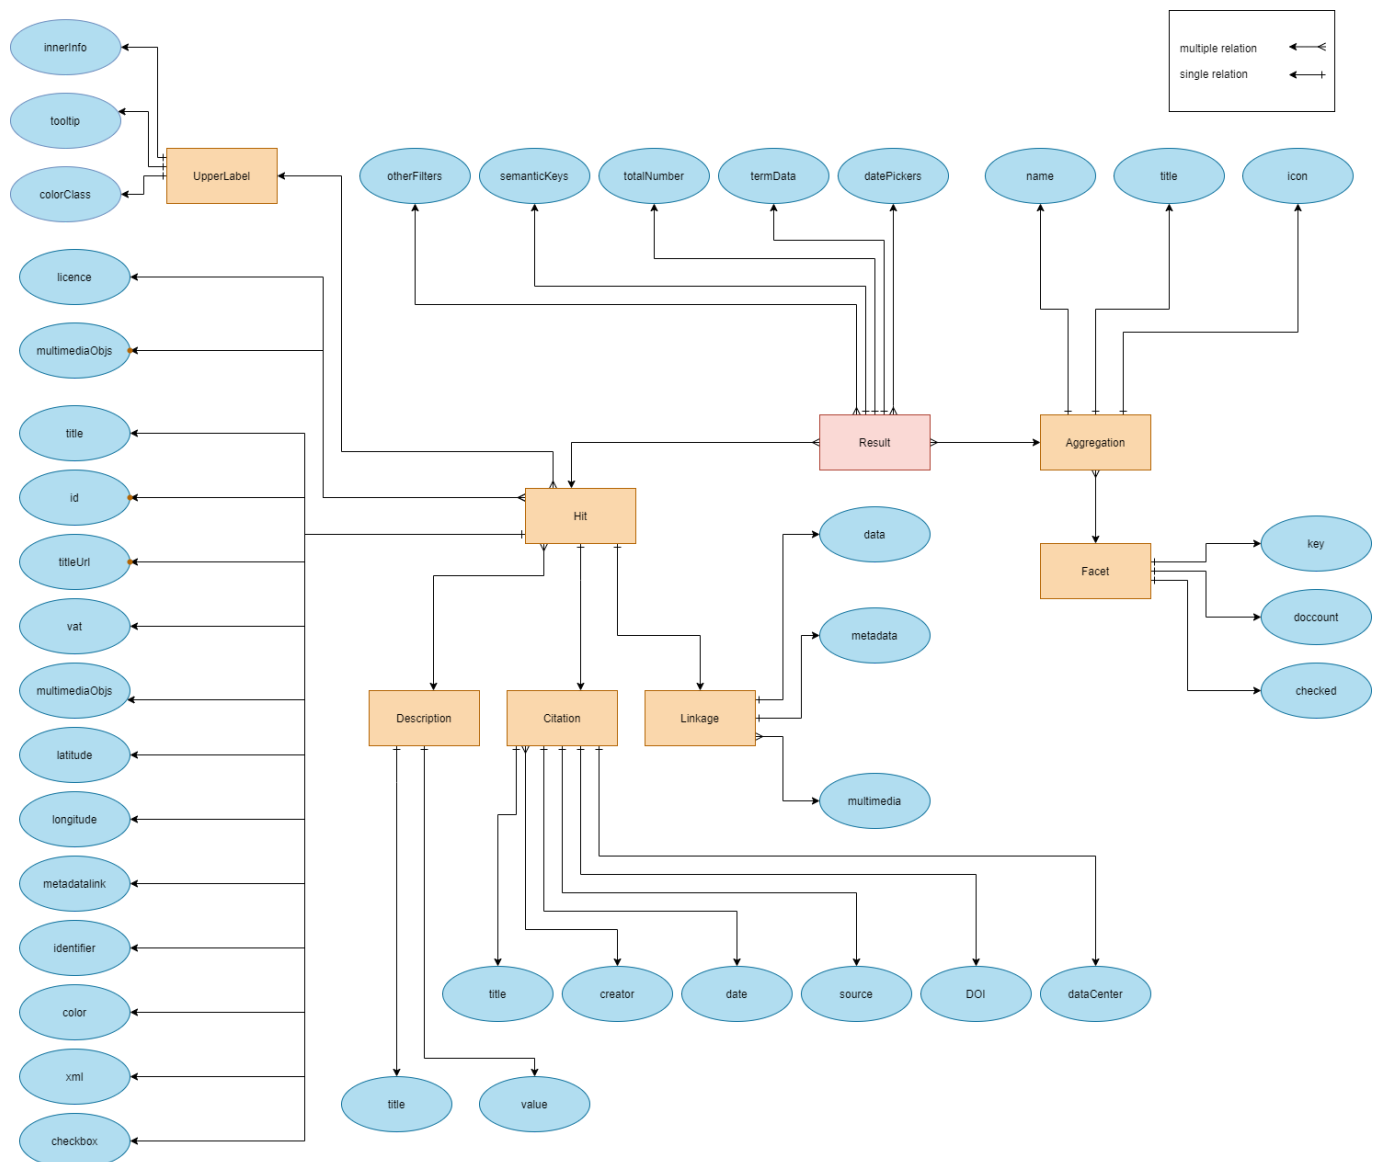 innerInfo
multiple relation
single relation
tooltip
UpperLabel
otherFilters
semanticKeys
totalNumber
termData
datePickers
name
title
icon
colorClass
licence
multimediaObjs
title
Result
Aggregation
id
Hit
data
key
titleUrl
Facet
doccount
vat
metadata
checked
multimediaObjs
Description
Citation
Linkage
latitude
multimedia
longitude
metadatalink
identifier
title
creator
date
source
DOI
dataCenter
color
xml
title
value
checkbox